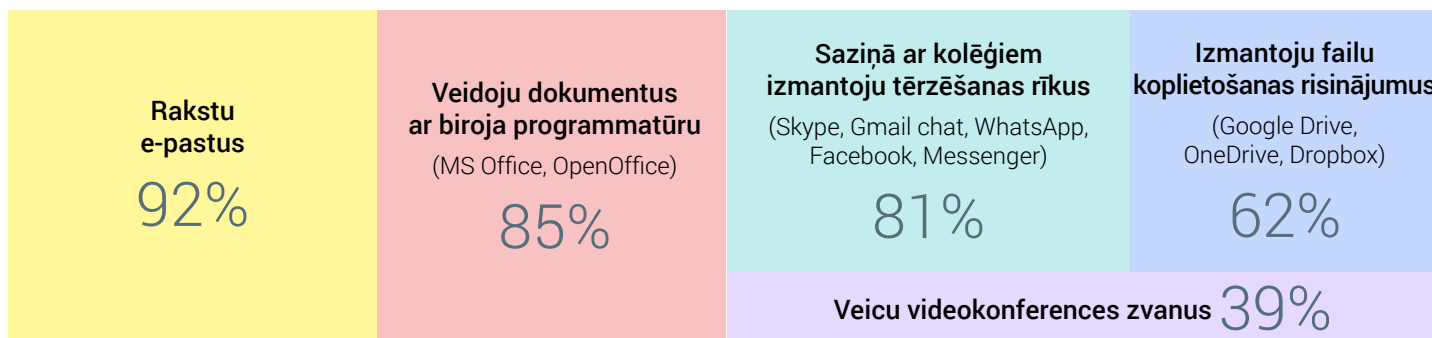 Rakstu
e-pastus
92%
Veidoju dokumentus
ar biroja programmatūru
(MS Office, OpenOffice)
85%
Saziņā ar kolēģiem
izmantoju tērzēšanas rīkus
(Skype, Gmail chat, WhatsApp,
Facebook, Messenger)
81%
Izmantoju failu
koplietošanas risinājumus
(Google Drive,
OneDrive, Dropbox)
62%
Veicu videokonferences zvanus 39%